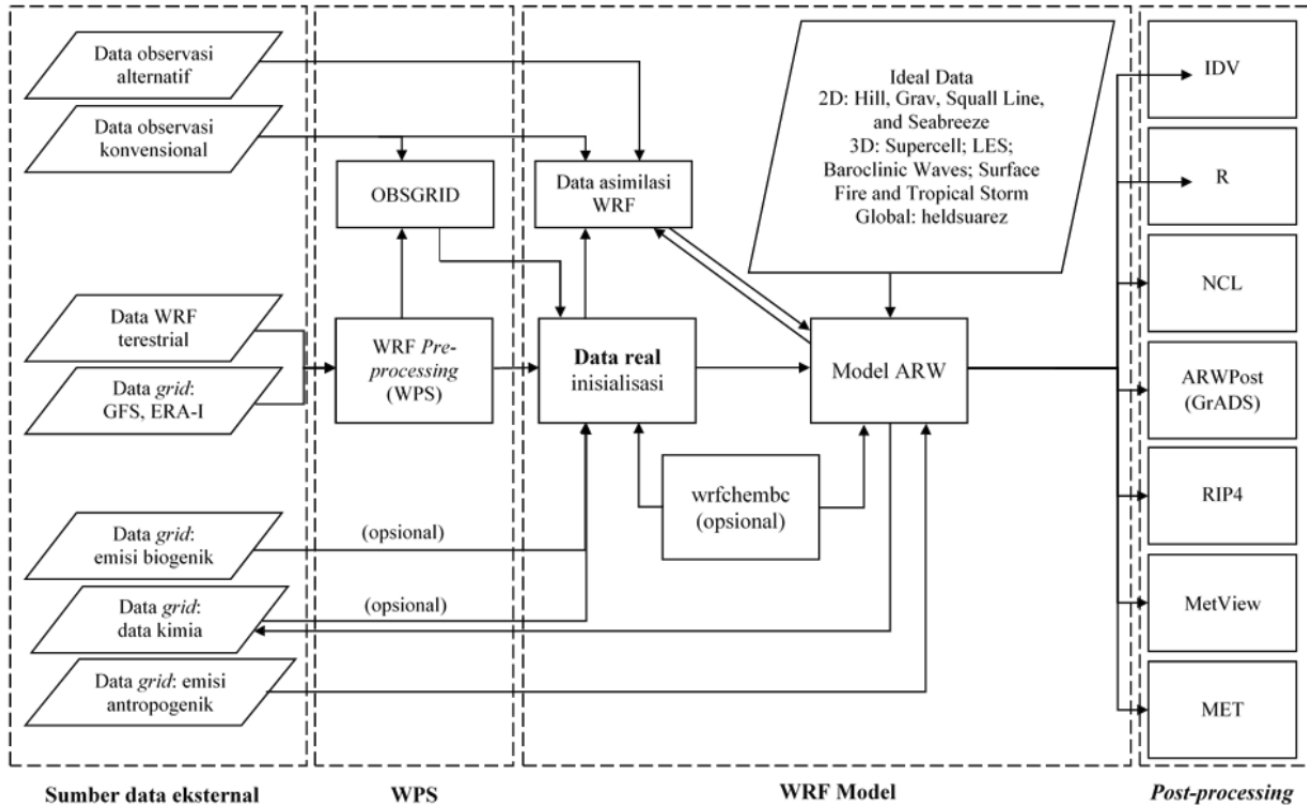 Data observasi
alternatif
Data observasi
konvensional
Data WRF
terestrial
Data grid:
GFS, ERA-I
Data grid:
emisi biogenik
Data grid:
data kimia
Data grid: emisi
antropogenik
Sumber data eksternal
OBSGRID
WRF Pre-
processing
(WPS)
(opsional)
(opsional)
WPS
Data asimilasi
WRF
Data real
inisialisasi
wrfchembc
(opsional)
Ideal Data
2D: Hill, Grav, Squall Line,
and Seabreeze
3D: Supercell; LES;
Baroclinic Waves; Surface
Fire and Tropical Storm
Global: heldsuarez
Model ARW
WRF Model
IDV
R
NCL
ARWPost
(GrADS)
RIP4
MetView
MET
Post-processing